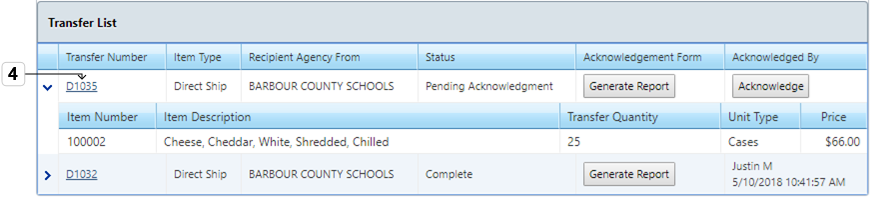 Transfer List
Transfer Number Item Type Recipient Agency From Status Acknowledgement Form Acknowledged By
4
D1035 Direct Ship BARBOUR COUNTY SCHOOLS Pending Acknowledgment Generate Report Acknowledge
Item Number Item Description Transfer Quantity Unit Type Price
100002 Cheese, Cheddar, White, Shredded, Chilled 25 Cases $66.00
D1032 Direct Ship BARBOUR COUNTY SCHOOLS Complete Generate Report Justin M
5/10/2018 10:41:57 AM